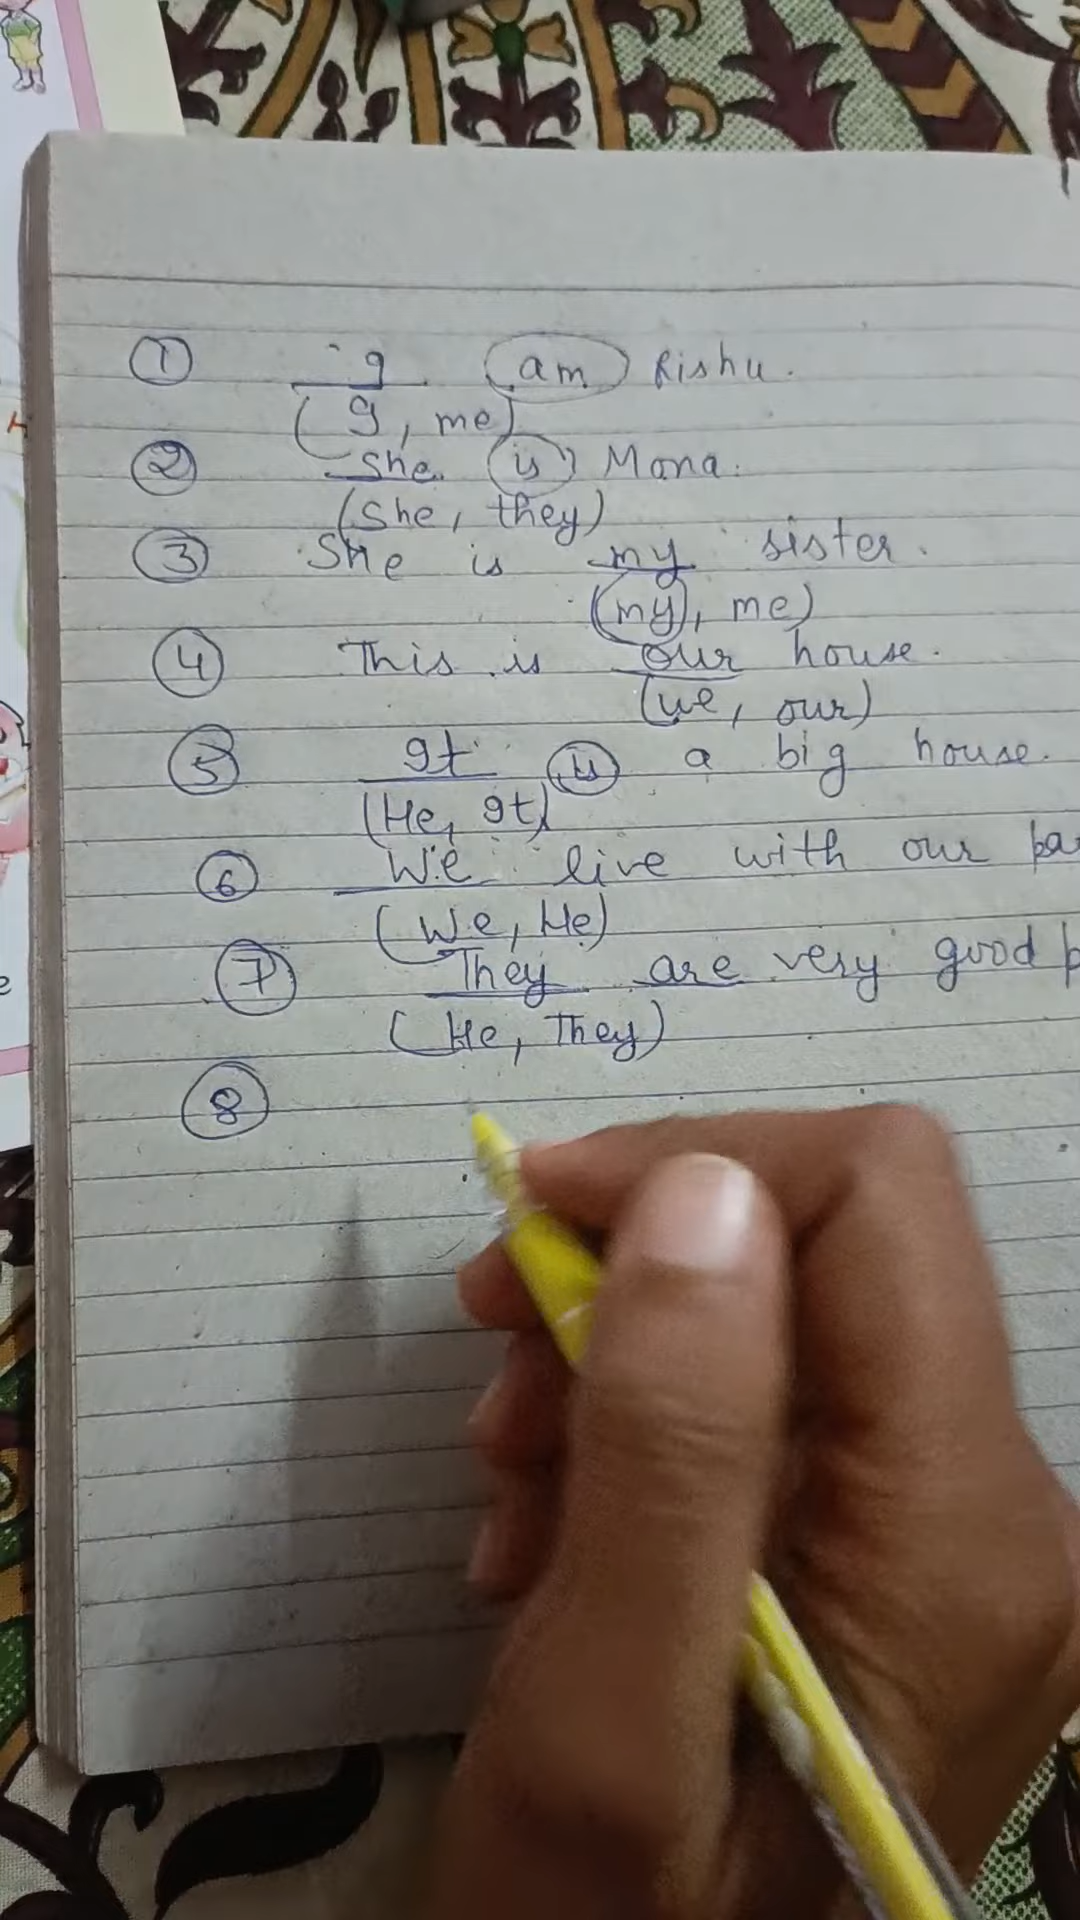 ① I am Rishu.
(I, me)
② She is Mona.
(She, they)
③ She is my sister.
(my, me)
④ This is our house.
(we, our)
⑤ It is a big house.
(He, It)
⑥ We live with our pa
(We, He)
⑦ They are very good p
(He, They)
⑧